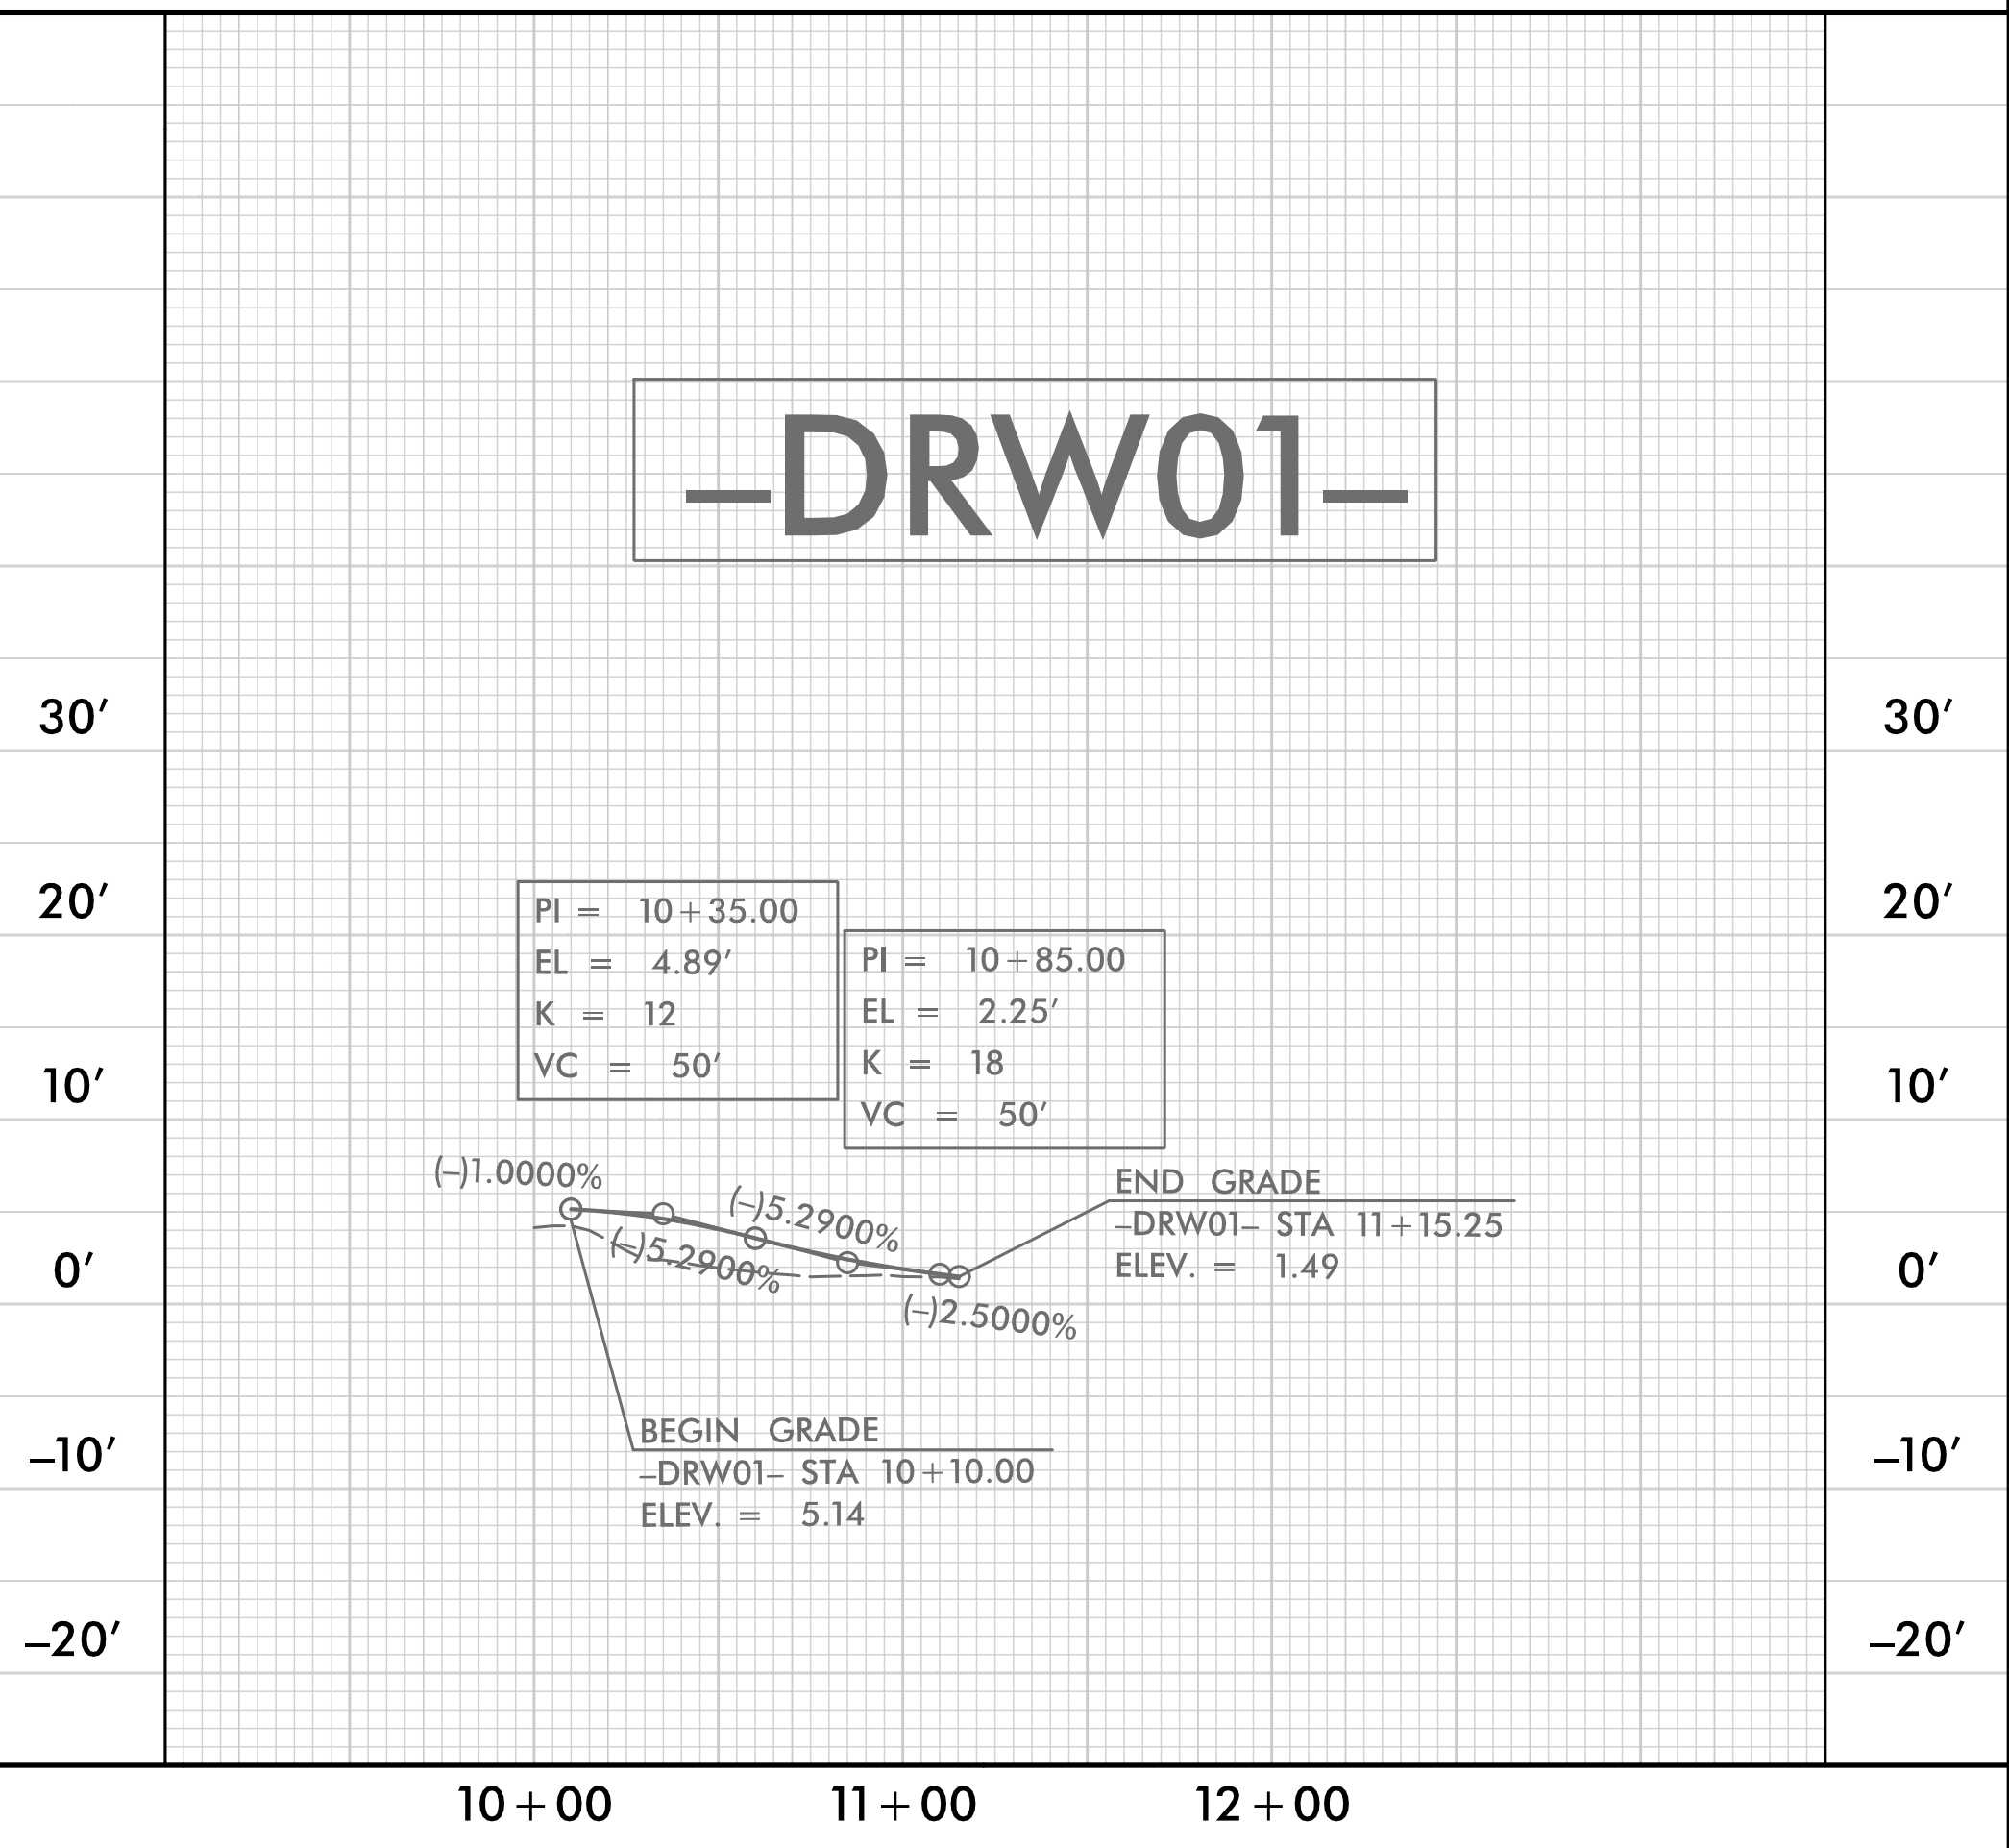 –DRW01–
30′ 30′
20′ 20′
PI = 10+35.00
EL = 4.89′
K = 12
VC = 50′
PI = 10+85.00
EL = 2.25′
K = 18
VC = 50′
10′ 10′
(–)1.0000%
(–)5.2900%
(–)5.2900%
(–)2.5000%
END GRADE
–DRW01– STA 11+15.25
ELEV. = 1.49
0′ 0′
BEGIN GRADE
–DRW01– STA 10+10.00
ELEV. = 5.14
–10′ –10′
–20′ –20′
10+00 11+00 12+00